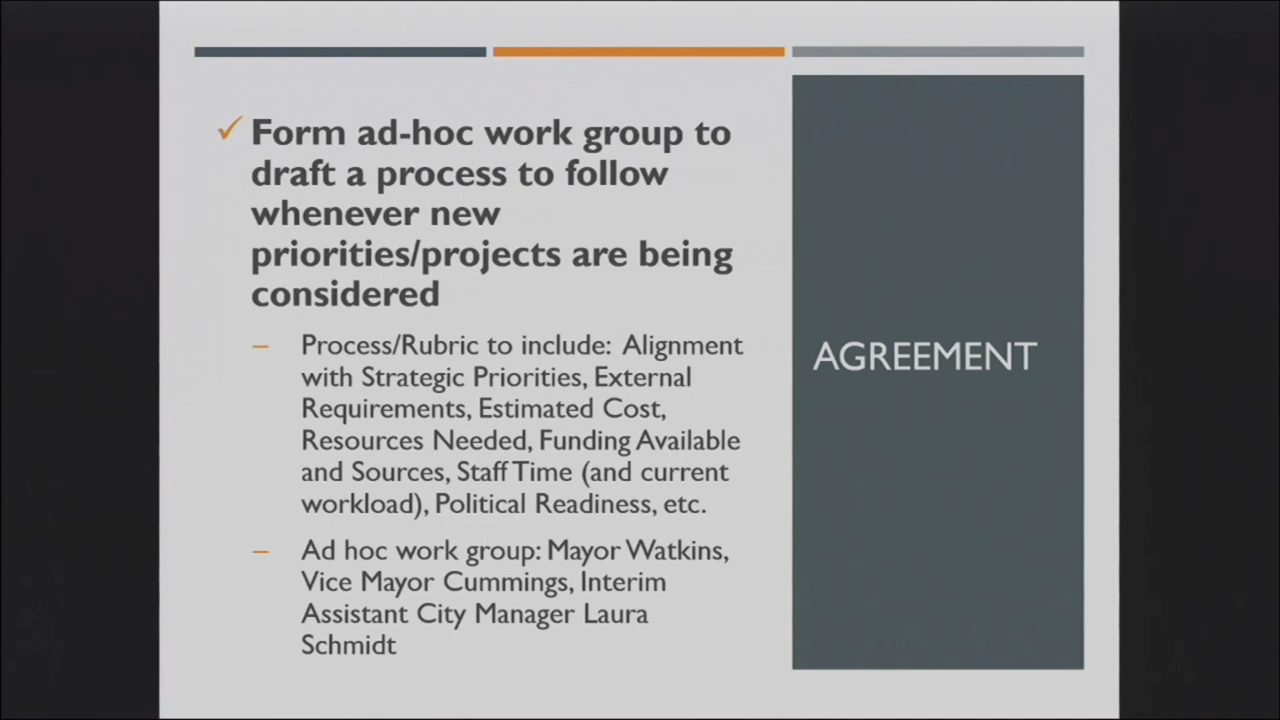 ✓ Form ad-hoc work group to
draft a process to follow
whenever new
priorities/projects are being
considered
– Process/Rubric to include: Alignment
with Strategic Priorities, External
Requirements, Estimated Cost,
Resources Needed, Funding Available
and Sources, Staff Time (and current
workload), Political Readiness, etc.
– Ad hoc work group: Mayor Watkins,
Vice Mayor Cummings, Interim
Assistant City Manager Laura
Schmidt
AGREEMENT